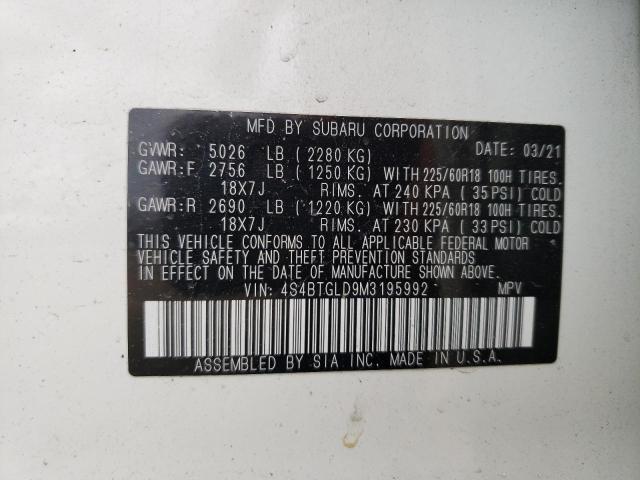 MFD BY SUBARU CORPORATION
GVWR: 5026 LB (2280 KG) DATE: 03/21
GAWR:F 2756 LB (1250 KG) WITH 225/60R18 100H TIRES.
18X7J RIMS. AT 240 KPA (35 PSI) COLD
GAWR:R 2690 LB (1220 KG) WITH 225/60R18 100H TIRES.
18X7J RIMS. AT 230 KPA (33 PSI) COLD
THIS VEHICLE CONFORMS TO ALL APPLICABLE FEDERAL MOTOR
VEHICLE SAFETY AND THEFT PREVENTION STANDARDS
IN EFFECT ON THE DATE OF MANUFACTURE SHOWN ABOVE.
VIN: 4S4BTGLD9M3195992 MPV
ASSEMBLED BY SIA INC. MADE IN U.S.A.